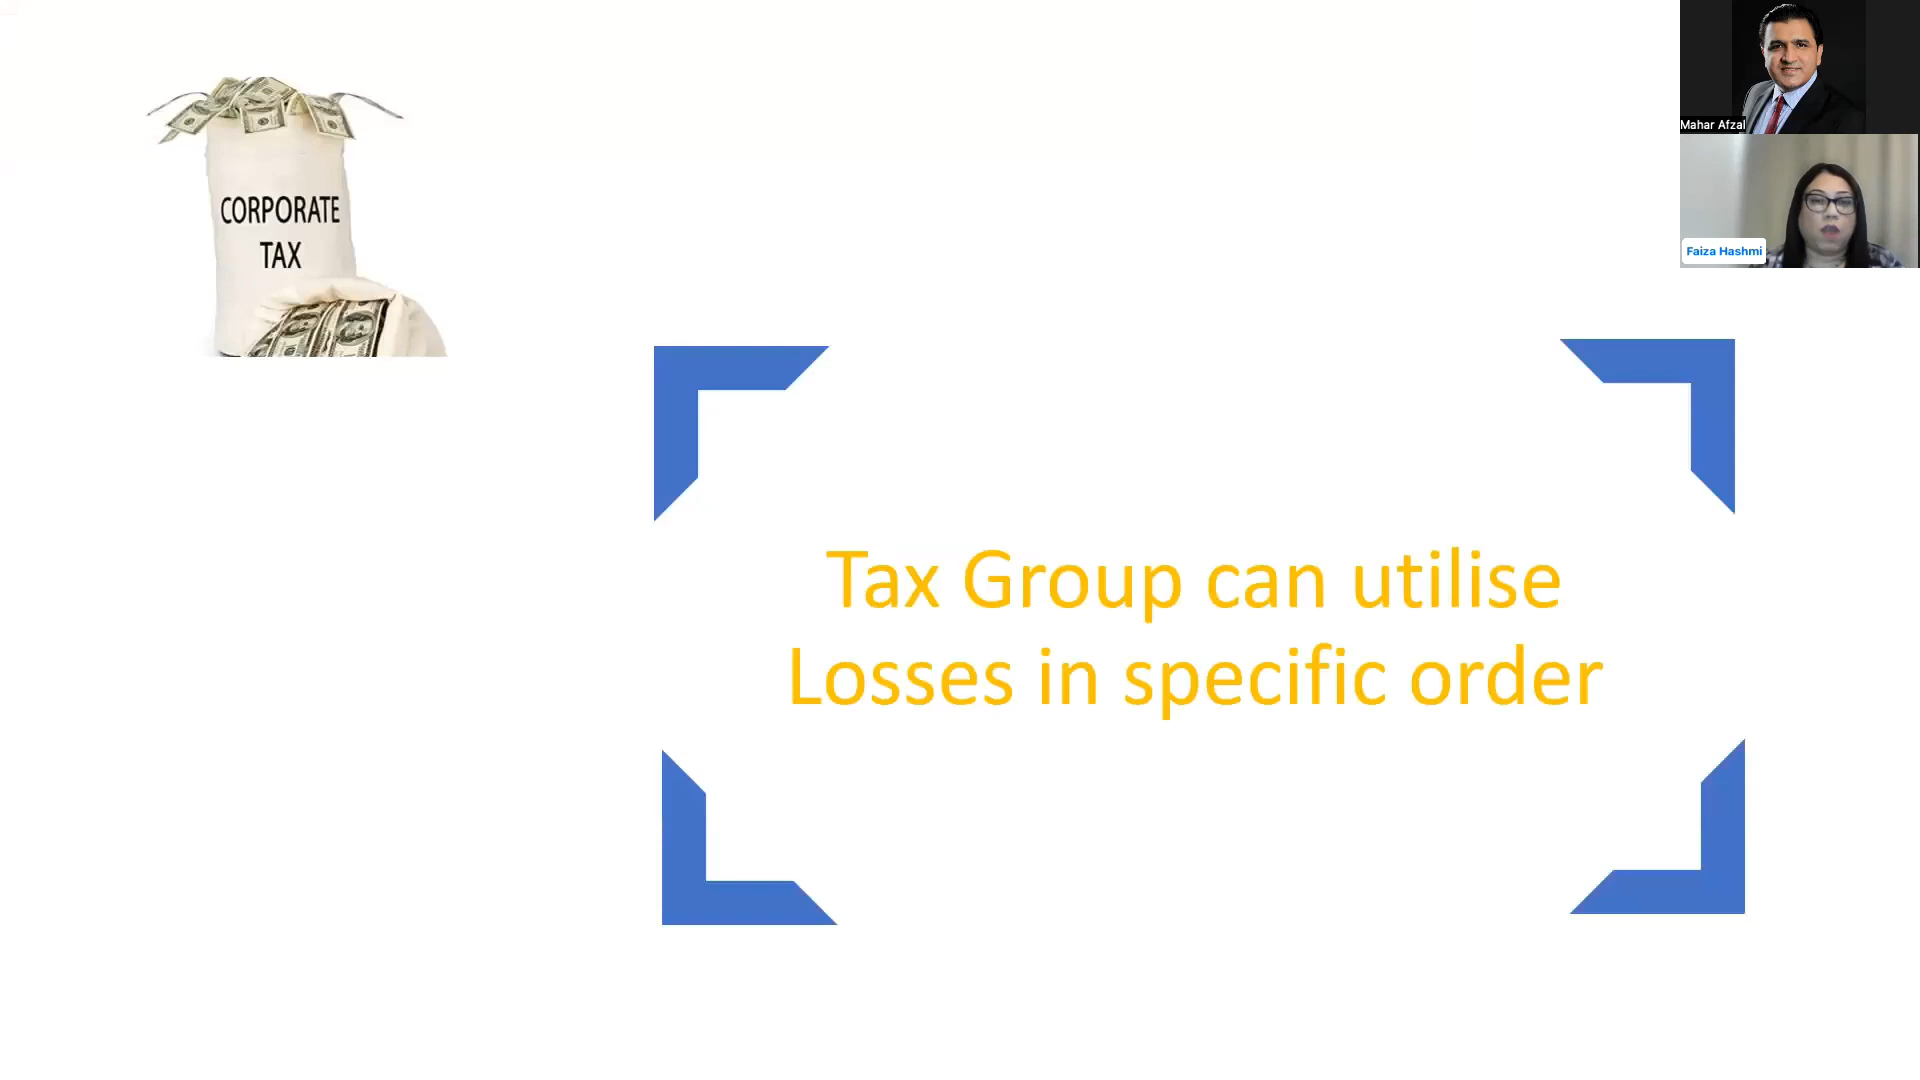 CORPORATE
TAX
Mahar Afzal
Faiza Hashmi
Tax Group can utilise
Losses in specific order